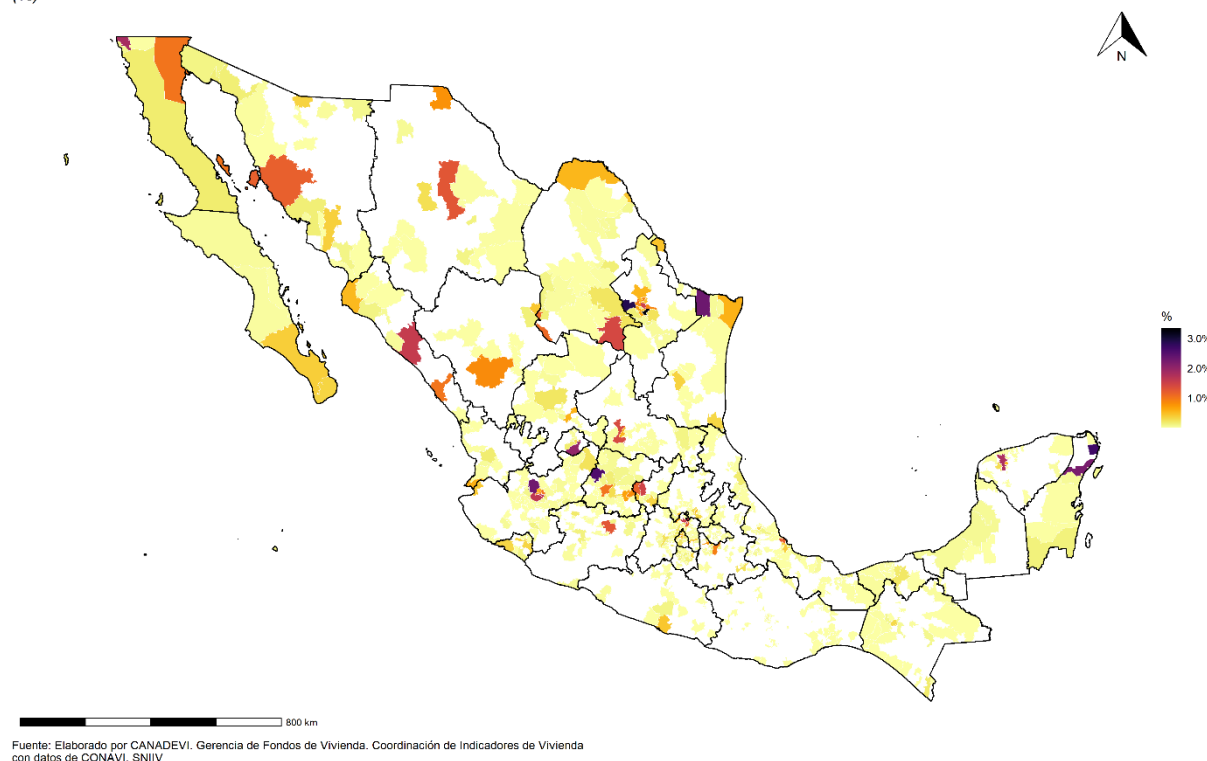 N
%
3.0%
2.0%
1.0%
800 km
Fuente: Elaborado por CANADEVI. Gerencia de Fondos de Vivienda. Coordinación de Indicadores de Vivienda
con datos de CONAVI. SNIIV